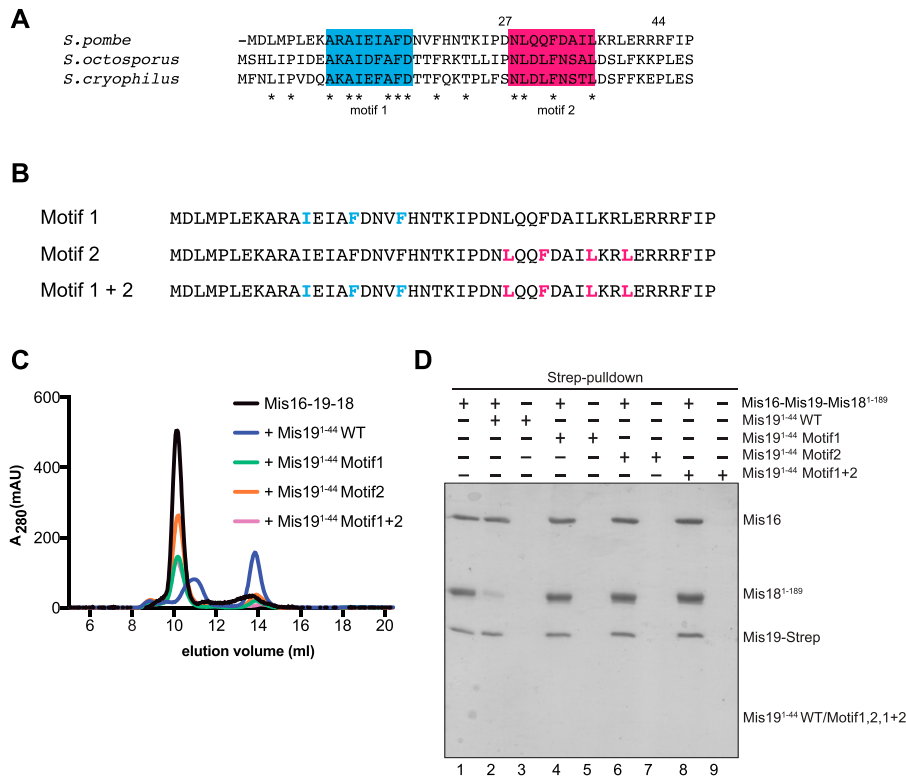 A
27 44
S.pombe -MDLMPLEKARAIEIAFDNVFHNTKIPDNLQQFDAILKRLERRRFIP
S.octosporus MSHLIPIDEKAKAIDFAFDTTFRKTLLIPNLDLFNSALDSFFKKPLES
S.cryophilus MFNLIPVDQAKAIEFAFDTTFQKTPLFSNLDLFNSTLDSFFKEPLES
* * * ** *** * * ** * *
motif 1 motif 2
B
Motif 1 MDLMPLEKARAIEIAFDNVFHNTKIPDNLQQFDAILKRLERRRFIP
Motif 2 MDLMPLEKARAIEIAFDNVFHNTKIPDNLQQFDAILKRLERRRFIP
Motif 1 + 2 MDLMPLEKARAIEIAFDNVFHNTKIPDNLQQFDAILKRLERRRFIP
C
600
400
200
0
A280(mAU)
6 8 10 12 14 16 18 20
elution volume (ml)
Mis16-19-18
+ Mis19¹⁻⁴⁴ WT
+ Mis19¹⁻⁴⁴ Motif1
+ Mis19¹⁻⁴⁴ Motif2
+ Mis19¹⁻⁴⁴ Motif1+2
D
Strep-pulldown
+ + – + – + – + – Mis16-Mis19-Mis18¹⁻¹⁸⁹
– + + – – – – – – Mis19¹⁻⁴⁴ WT
– – – + + – – – – Mis19¹⁻⁴⁴ Motif1
– – – – – + + – – Mis19¹⁻⁴⁴ Motif2
– – – – – – – + + Mis19¹⁻⁴⁴ Motif1+2
Mis16
Mis18¹⁻¹⁸⁹
Mis19-Strep
Mis19¹⁻⁴⁴ WT/Motif1,2,1+2
1 2 3 4 5 6 7 8 9